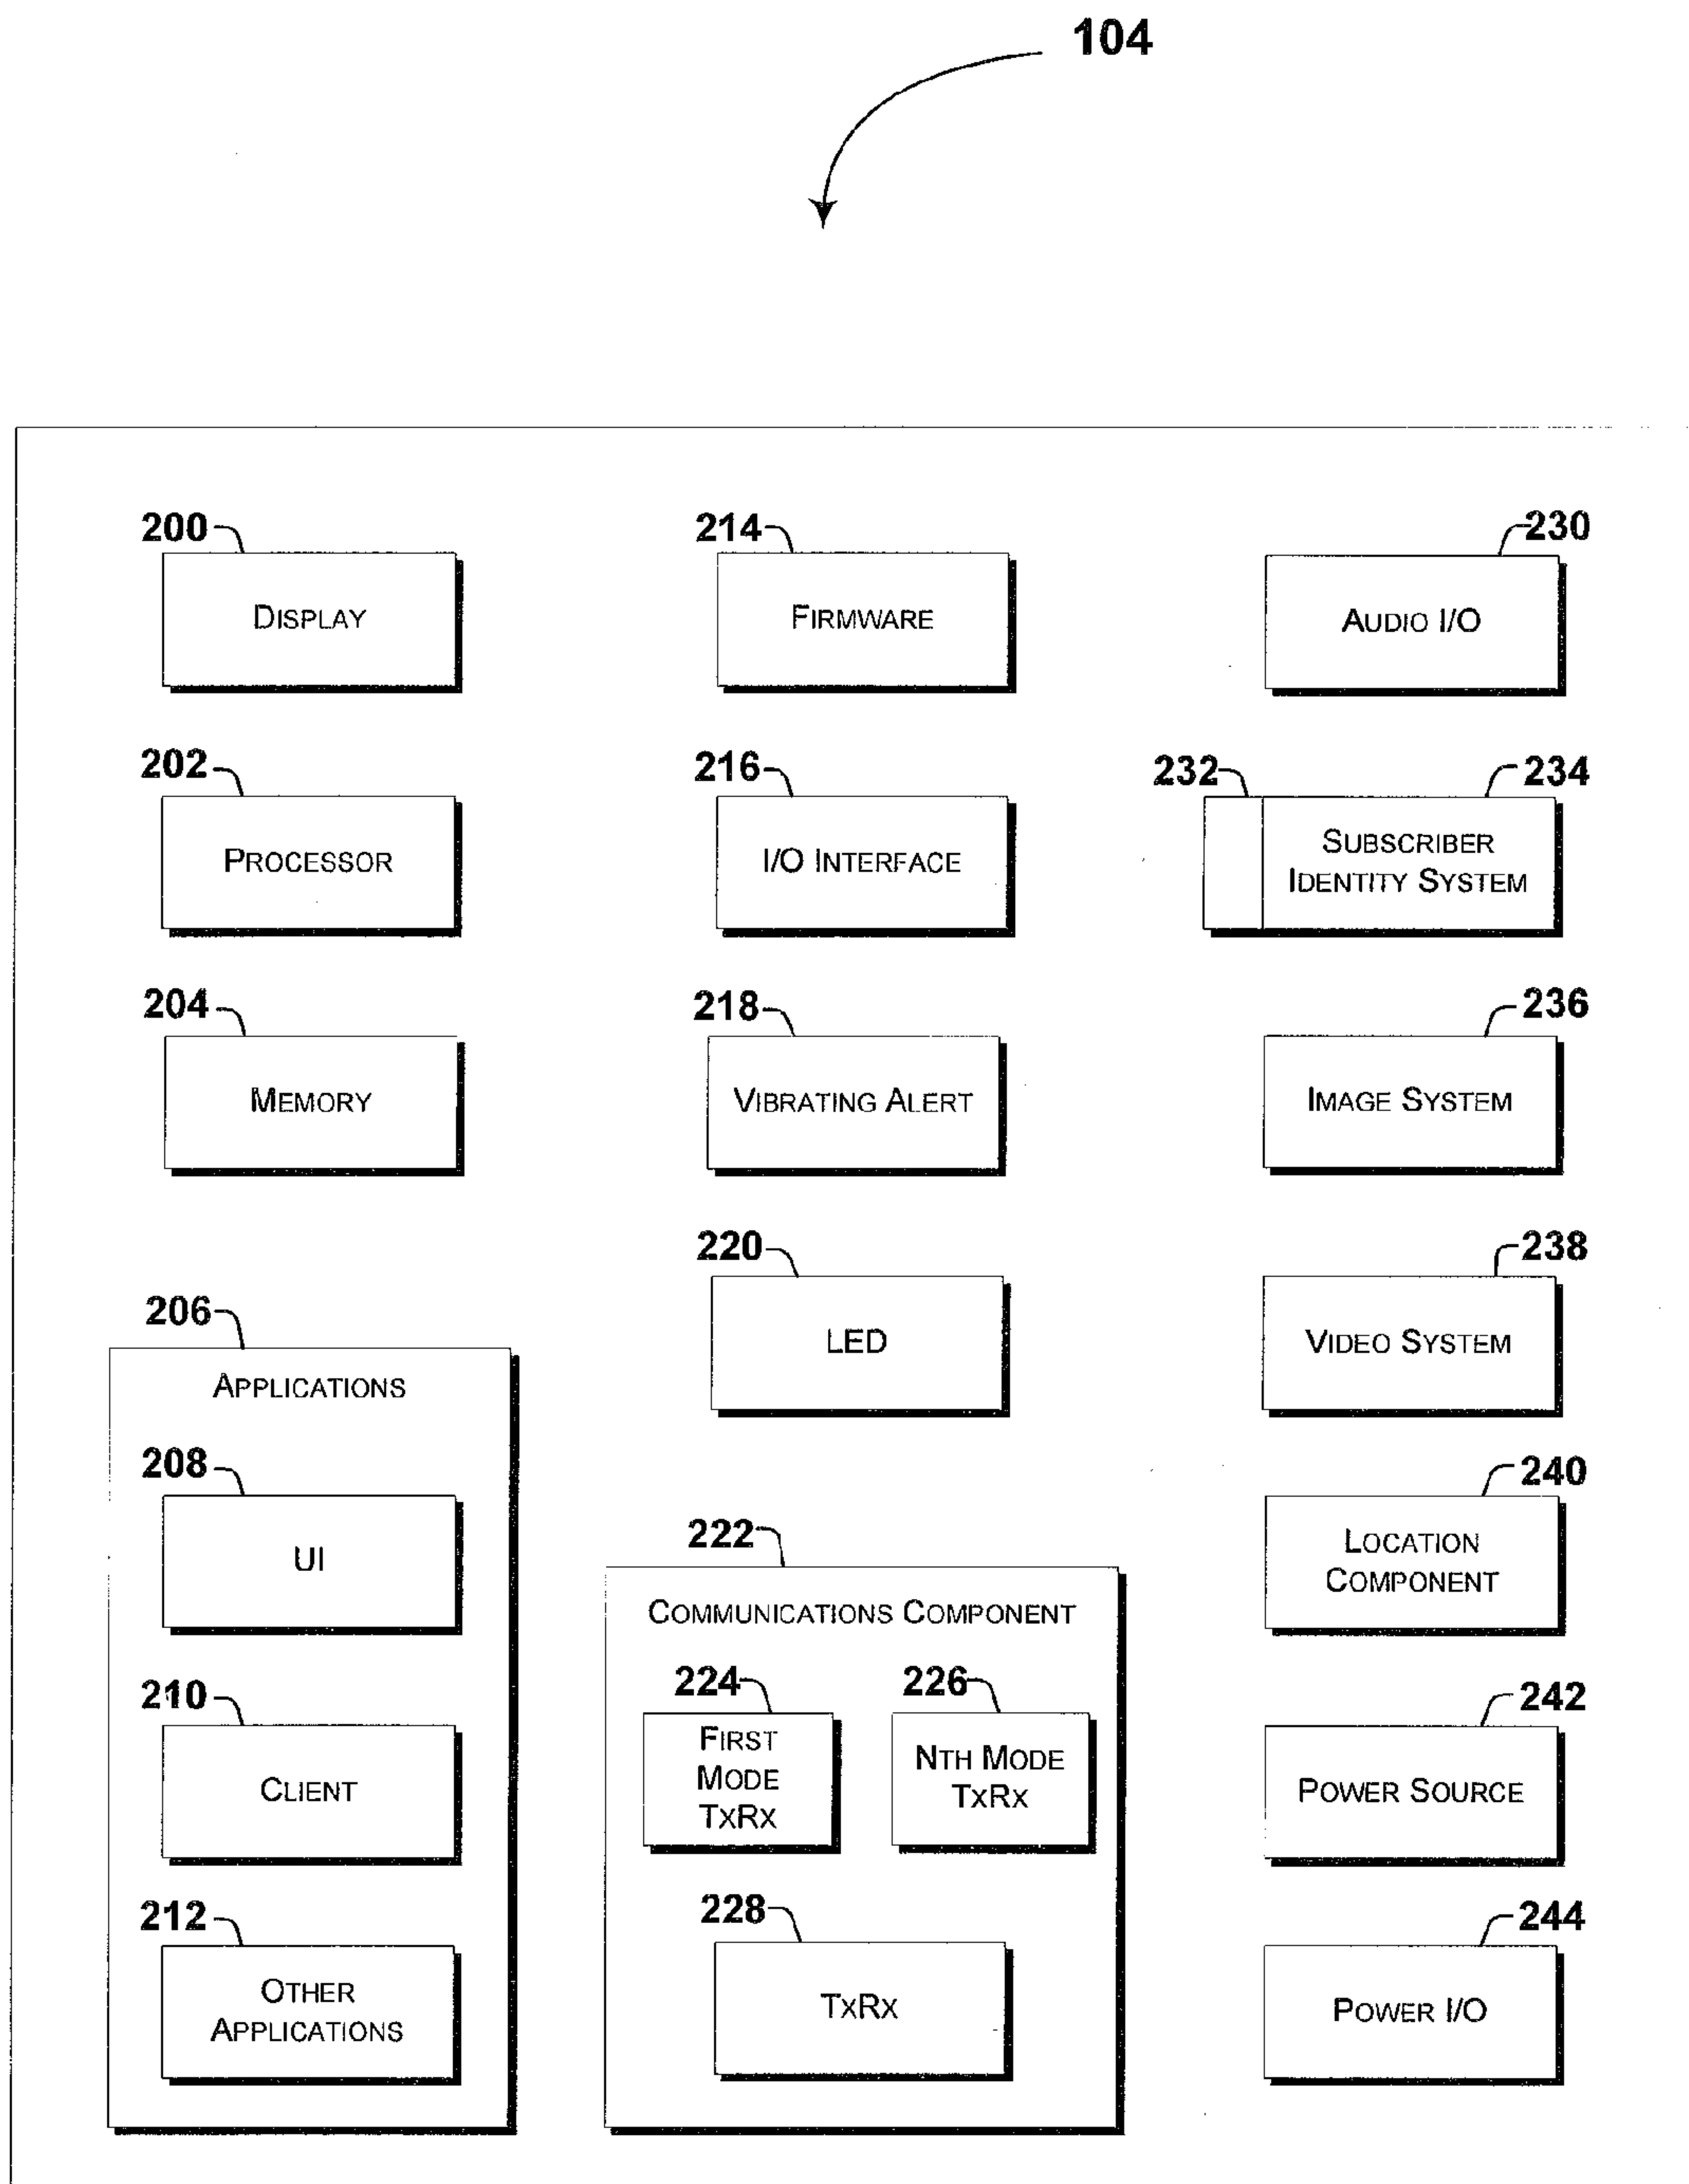 104
200
DISPLAY
202
PROCESSOR
204
MEMORY
206
APPLICATIONS
208
UI
210
CLIENT
212
OTHER
APPLICATIONS
214
FIRMWARE
216
I/O INTERFACE
218
VIBRATING ALERT
220
LED
222
COMMUNICATIONS COMPONENT
224
FIRST
MODE
TXRX
226
NTH MODE
TXRX
228
TXRX
230
AUDIO I/O
232
234
SUBSCRIBER
IDENTITY SYSTEM
236
IMAGE SYSTEM
238
VIDEO SYSTEM
240
LOCATION
COMPONENT
242
POWER SOURCE
244
POWER I/O